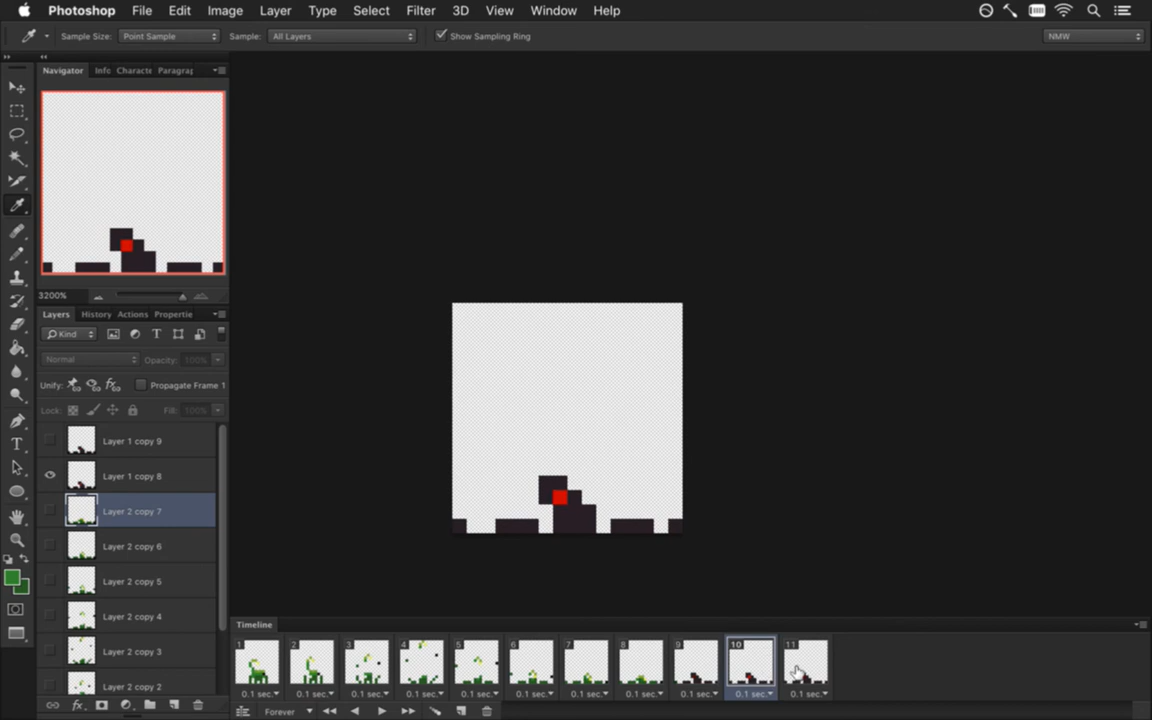 Photoshop File Edit Image Layer Type Select Filter 3D View Window Help
Sample Size: Point Sample Sample: All Layers Show Sampling Ring NMW
Navigator Info Characte Paragrap
3200%
Layers History Actions Propertie
Kind
Normal Opacity: 100%
Unify: Propagate Frame 1
Lock: Fill: 100%
Layer 1 copy 9
Layer 1 copy 8
Layer 2 copy 7
Layer 2 copy 6
Layer 2 copy 5
Layer 2 copy 4
Layer 2 copy 3
Layer 2 copy 2
Timeline
1 2 3 4 5 6 7 8 9 10 11
0.1 sec. 0.1 sec. 0.1 sec. 0.1 sec. 0.1 sec. 0.1 sec. 0.1 sec. 0.1 sec. 0.1 sec. 0.1 sec. 0.1 sec.
Forever